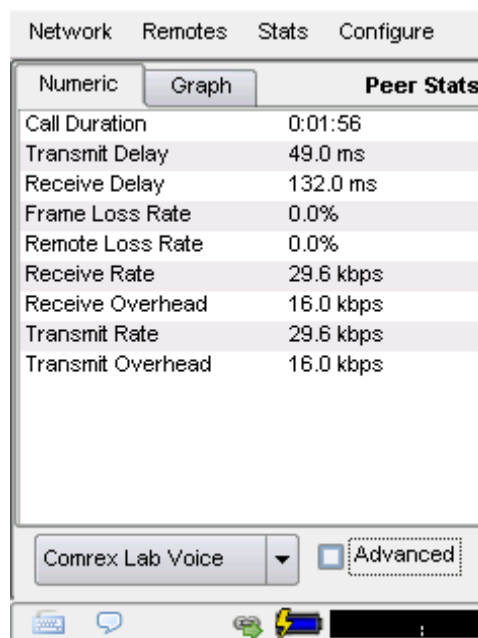 Network Remotes Stats Configure
Numeric Graph Peer Stats
Call Duration 0:01:56
Transmit Delay 49.0 ms
Receive Delay 132.0 ms
Frame Loss Rate 0.0%
Remote Loss Rate 0.0%
Receive Rate 29.6 kbps
Receive Overhead 16.0 kbps
Transmit Rate 29.6 kbps
Transmit Overhead 16.0 kbps
Comrex Lab Voice Advanced